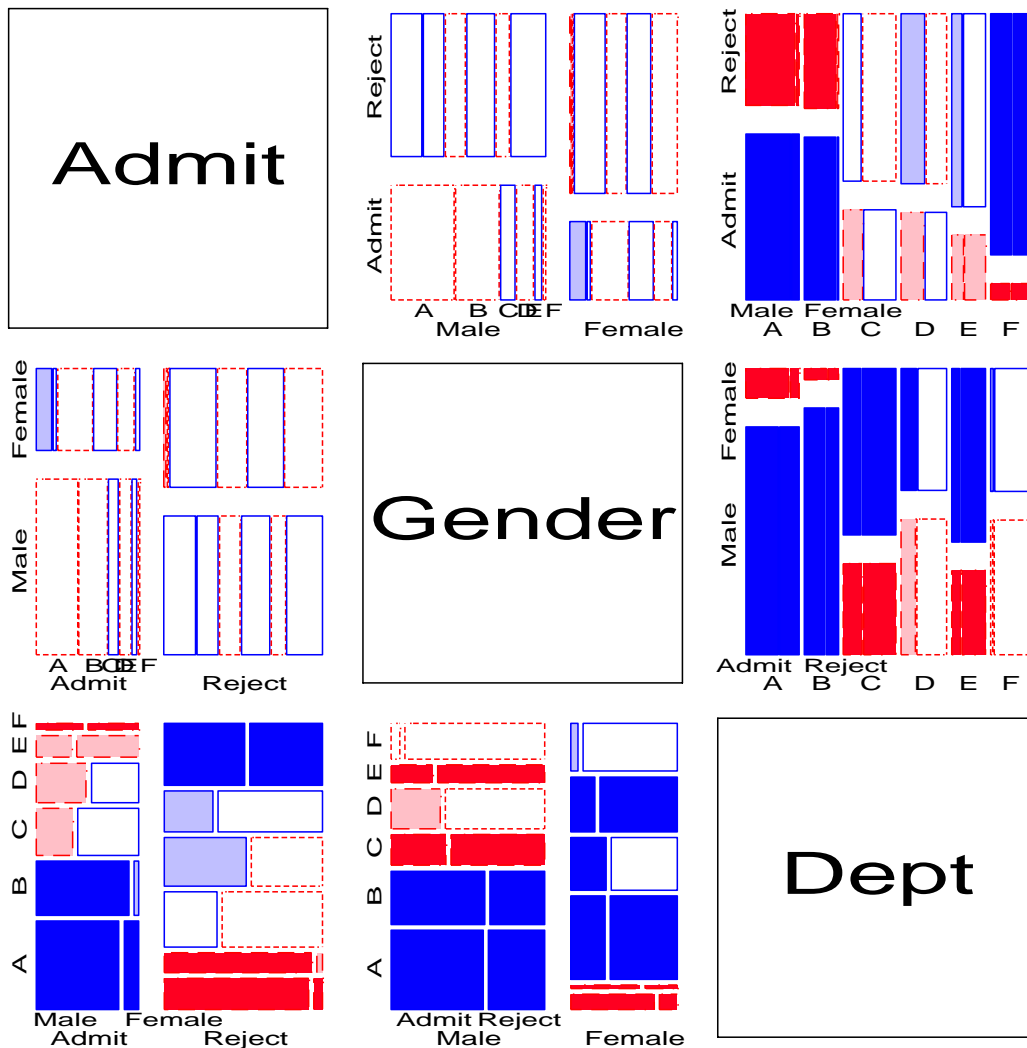 Admit
Reject
Admit
A B C D E F
Male Female
Reject
Admit
Male Female
A B C D E F
Female
Male
A B C D E F
Admit Reject
Gender
Female
Male
Admit Reject
A B C D E F
F
E
D
C
B
A
Male Female
Admit Reject
F
E
D
C
B
A
Admit Reject
Male Female
Dept